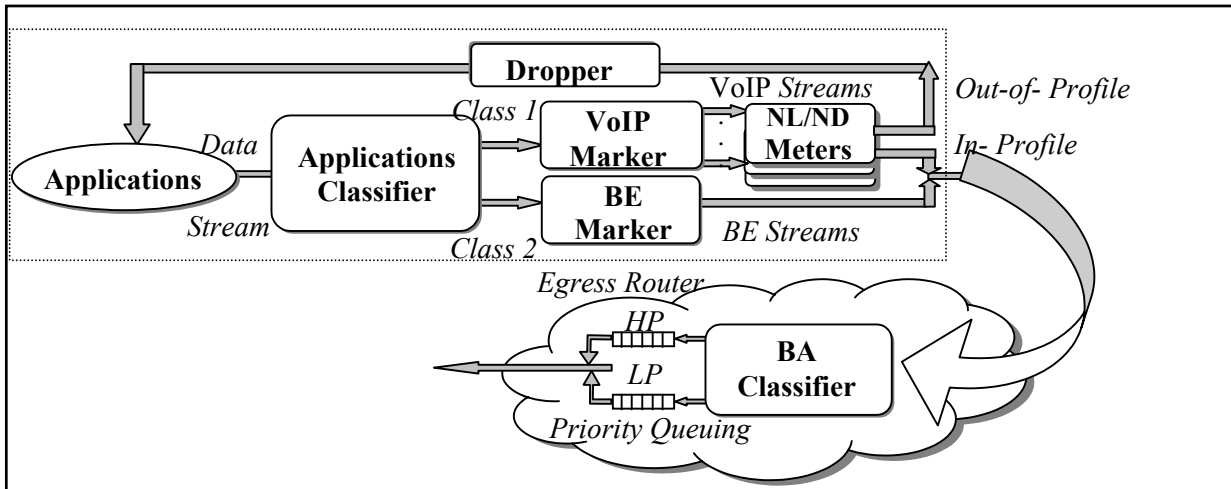 Dropper
VoIP Streams
Out-of- Profile
Class 1
VoIP
Marker
NL/ND
Meters
In- Profile
Data
Applications
Applications
Classifier
Stream
BE
Marker
BE Streams
Class 2
Egress Router
HP
BA
Classifier
LP
Priority Queuing